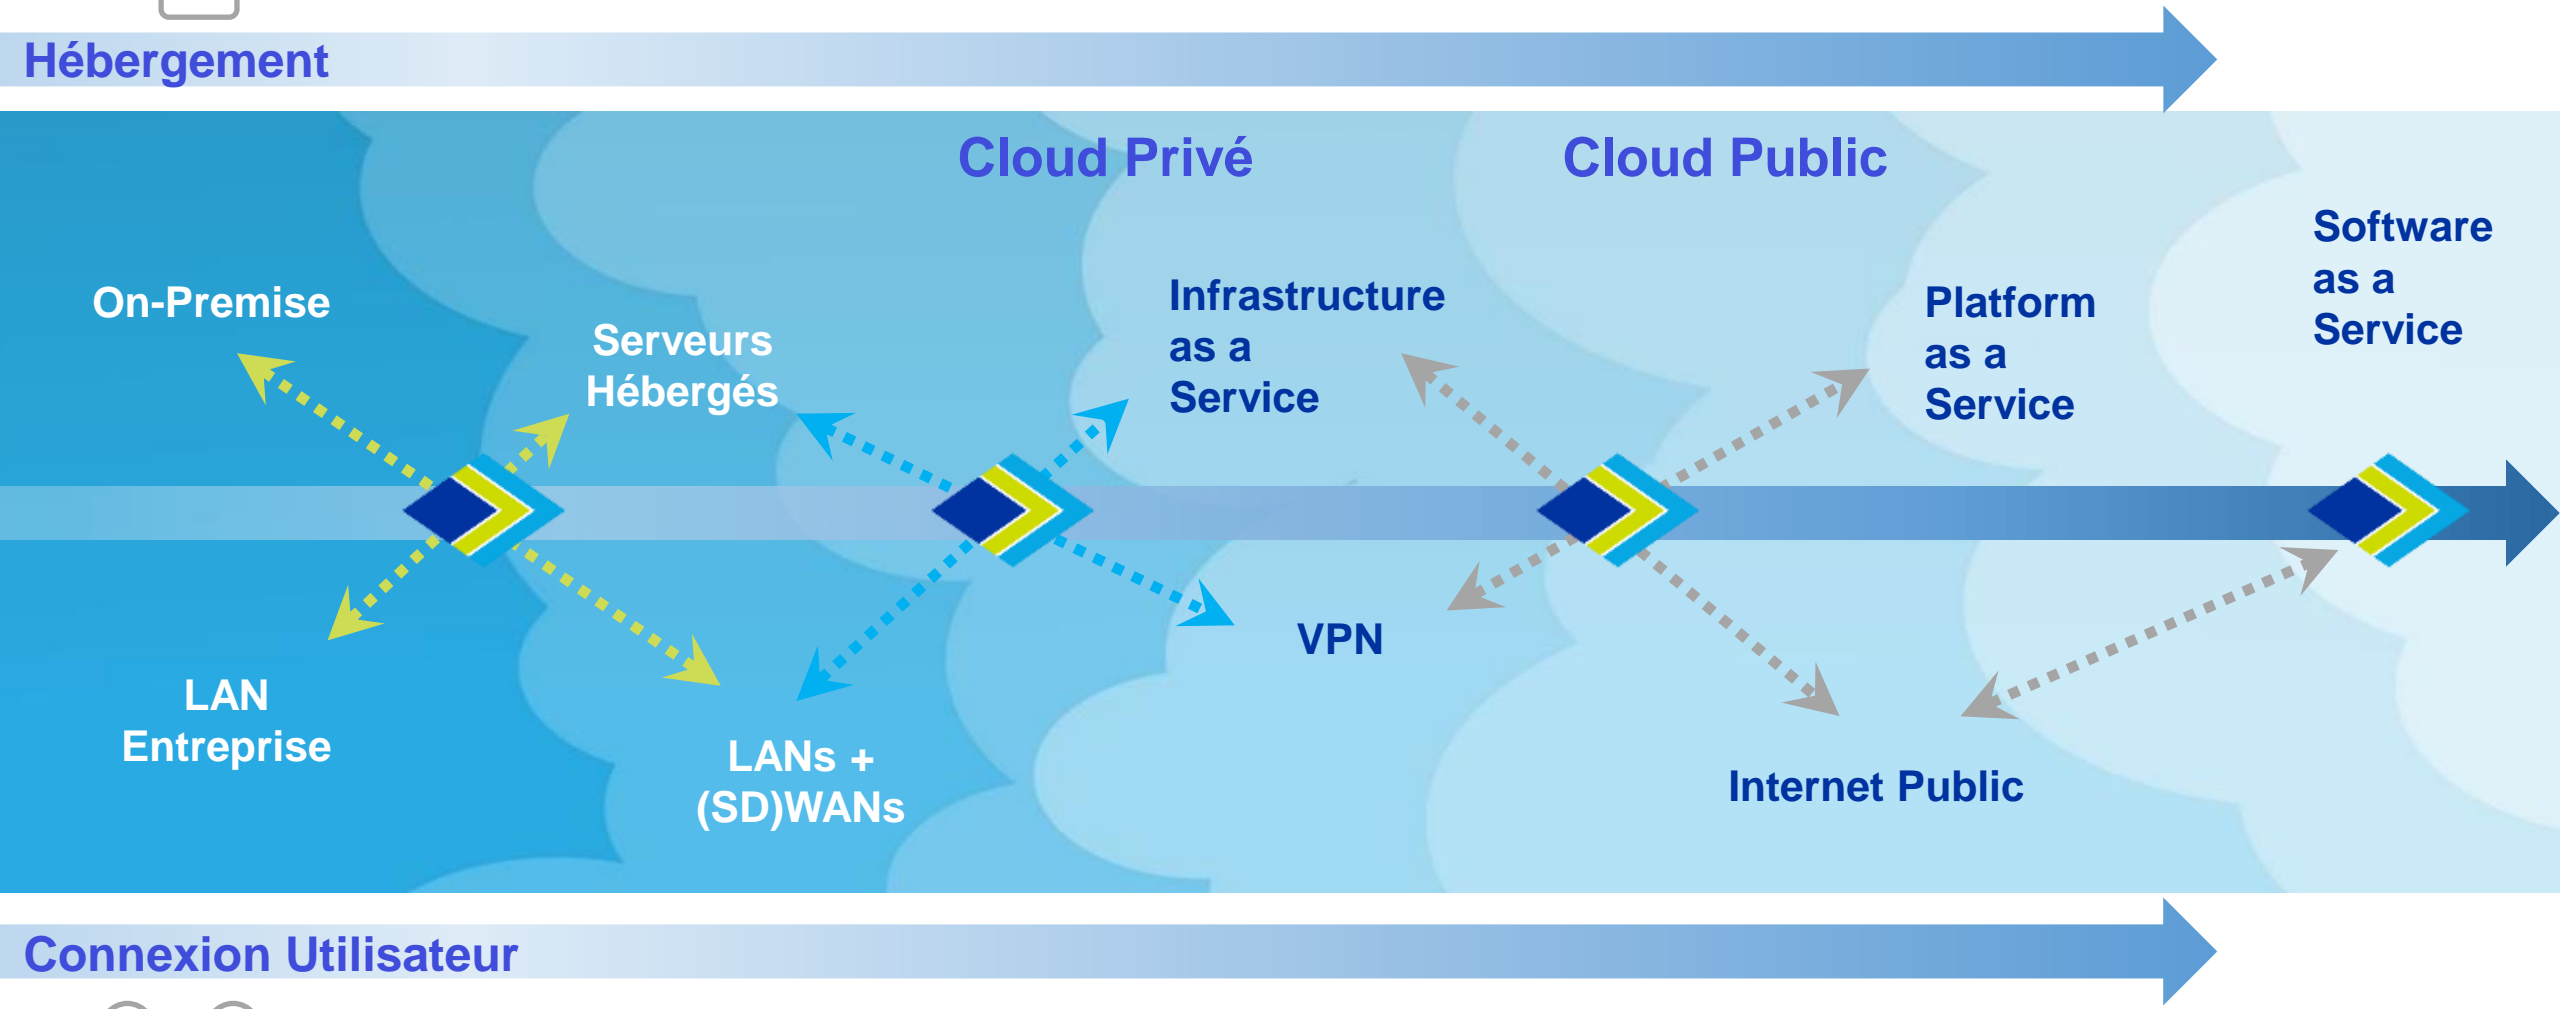 Hébergement
Cloud Privé
Cloud Public
On-Premise
Serveurs
Hébergés
Infrastructure
as a
Service
Platform
as a
Service
Software
as a
Service
LAN
Entreprise
LANs +
(SD)WANs
VPN
Internet Public
Connexion Utilisateur